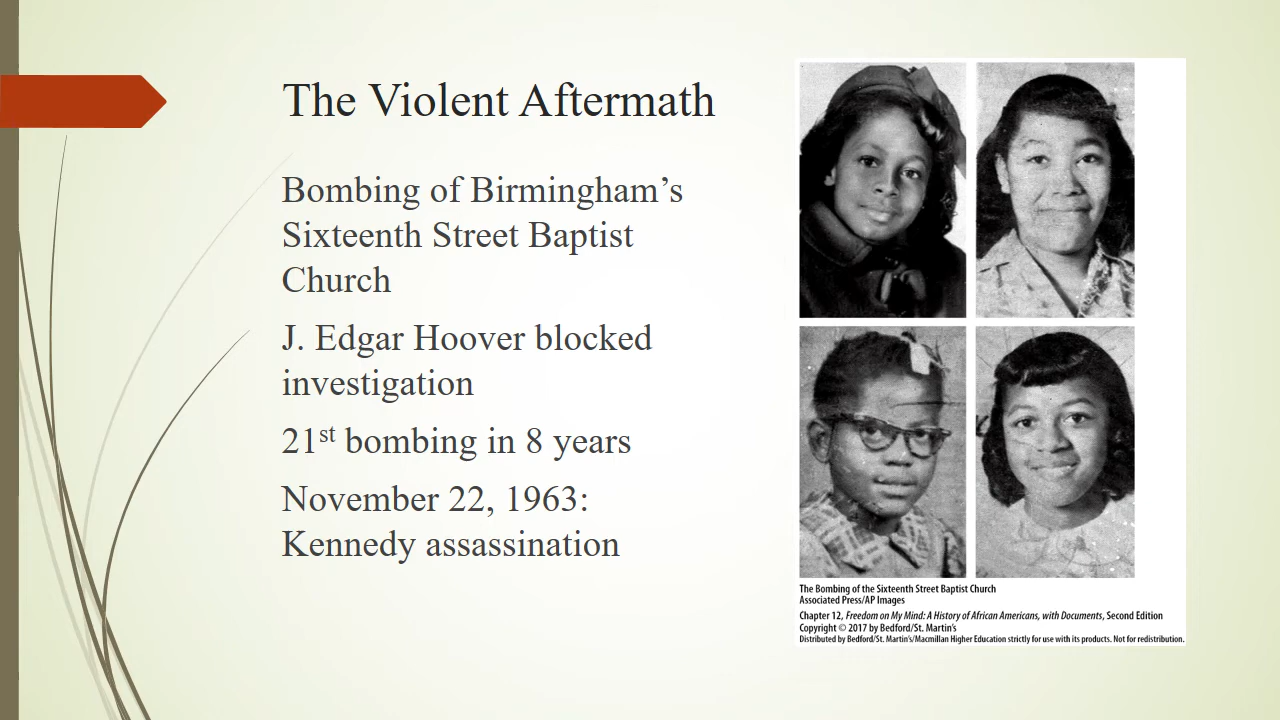 The Violent Aftermath
Bombing of Birmingham’s
Sixteenth Street Baptist
Church
J. Edgar Hoover blocked
investigation
21st bombing in 8 years
November 22, 1963:
Kennedy assassination
The Bombing of the Sixteenth Street Baptist Church
Associated Press/AP Images
Chapter 12, Freedom on My Mind: A History of African Americans, with Documents, Second Edition
Copyright © 2017 by Bedford/St. Martin’s
Distributed by Bedford/St. Martin’s/Macmillan Higher Education strictly for use with its products. Not for redistribution.